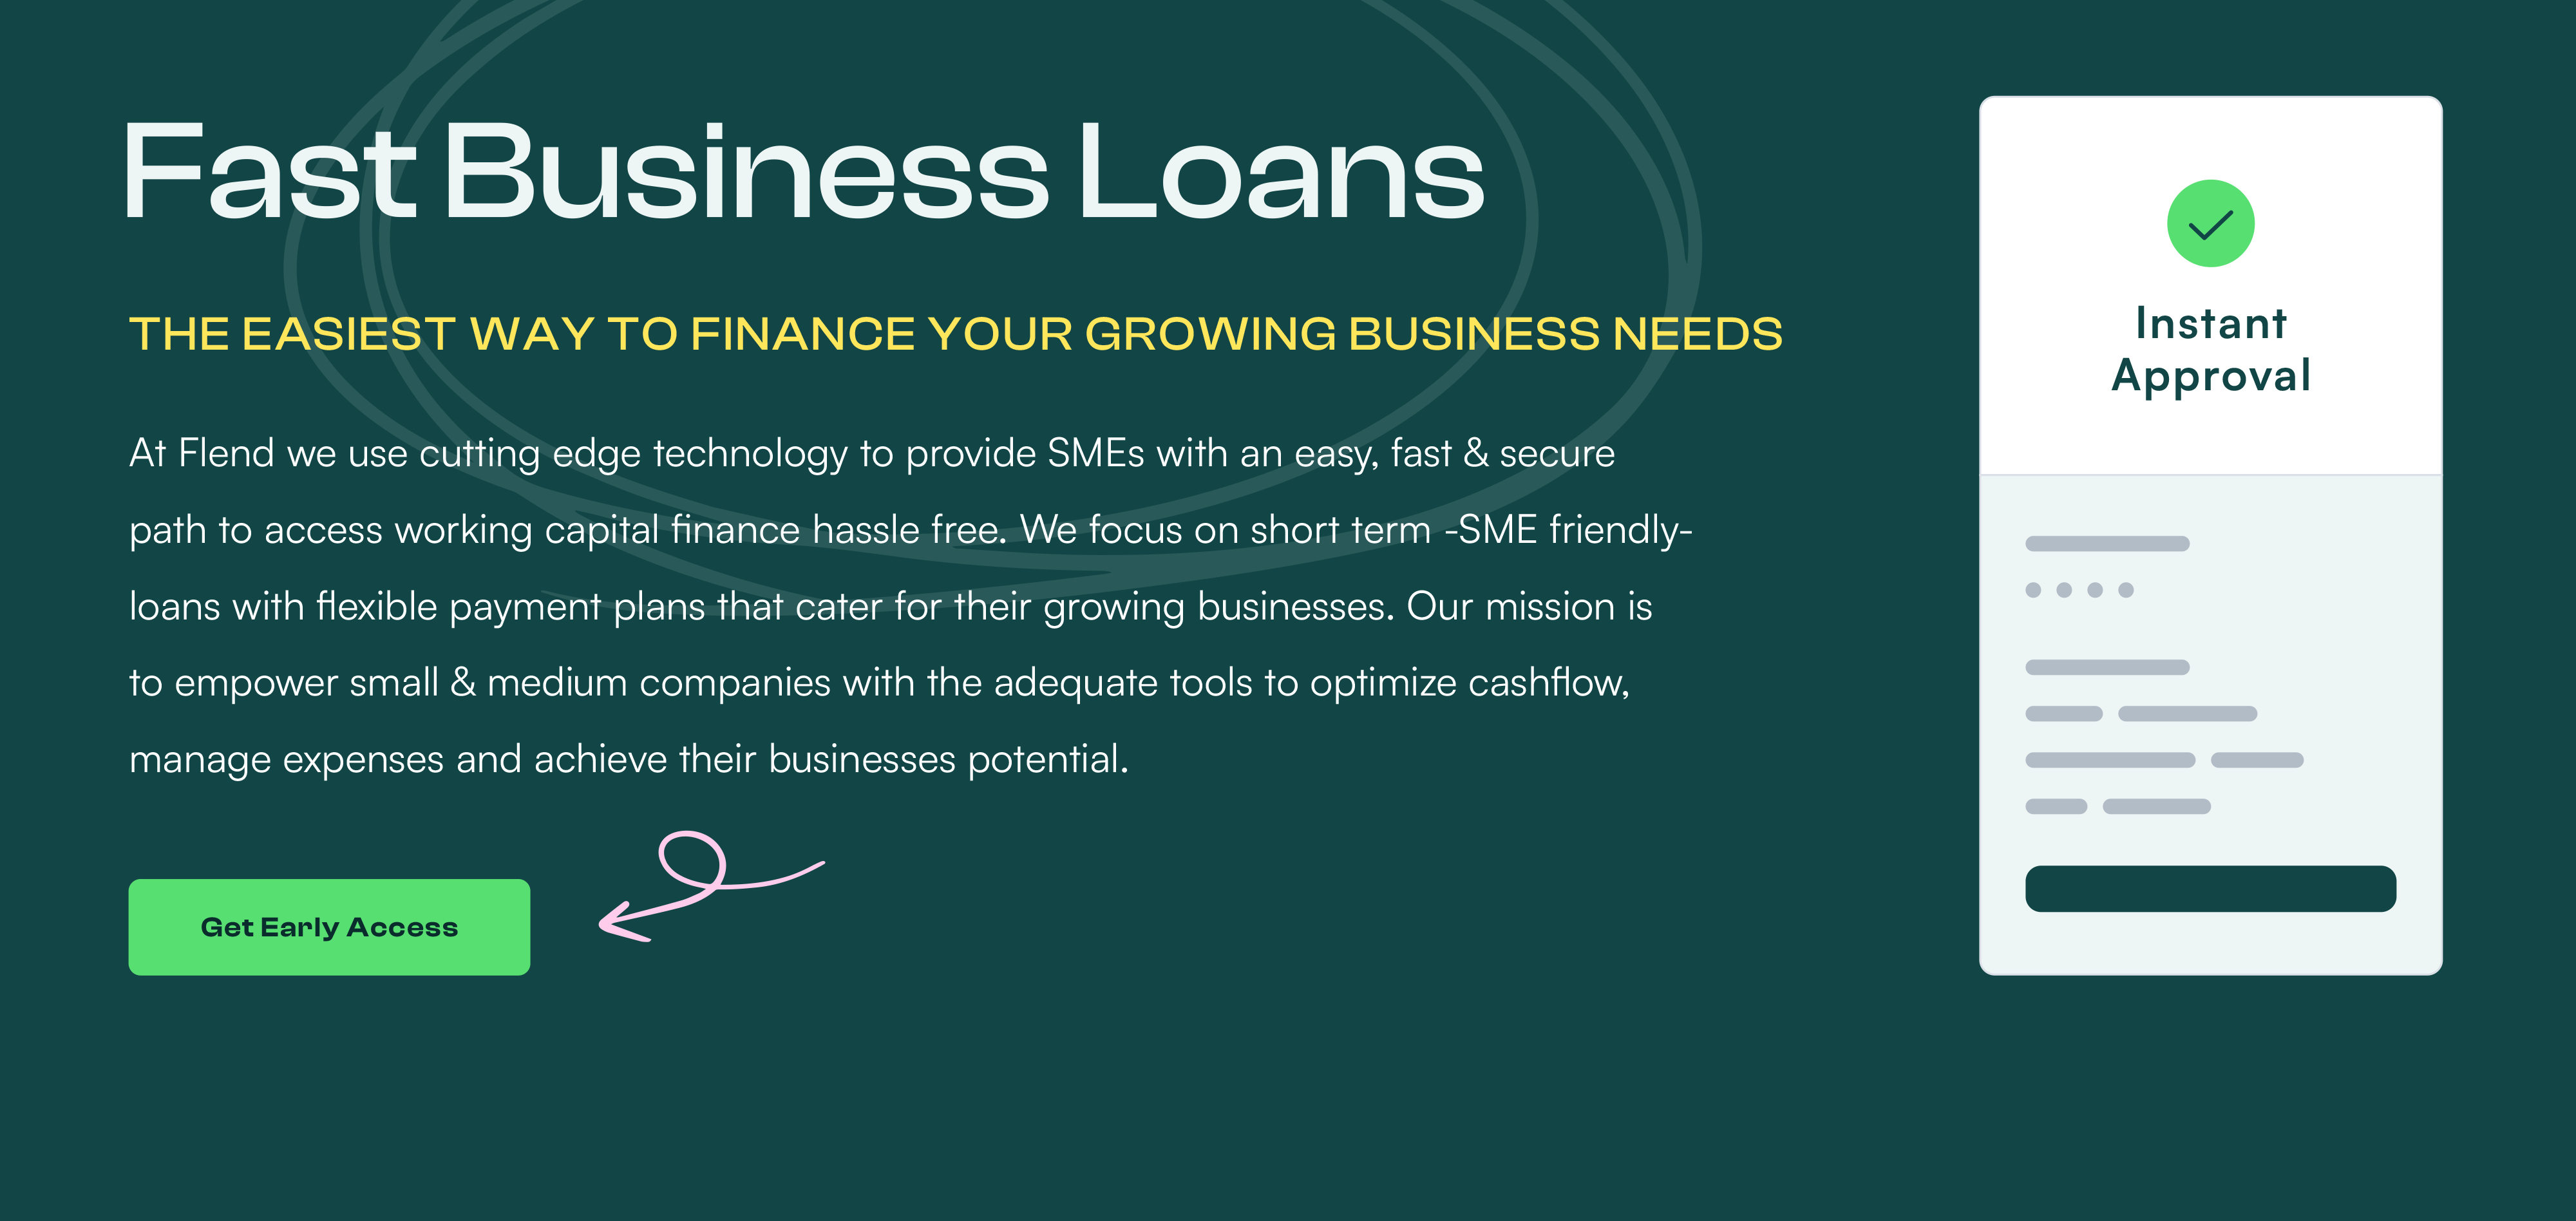 Fast Business Loans
THE EASIEST WAY TO FINANCE YOUR GROWING BUSINESS NEEDS
At Flend we use cutting edge technology to provide SMEs with an easy, fast & secure
path to access working capital finance hassle free. We focus on short term -SME friendly-
loans with flexible payment plans that cater for their growing businesses. Our mission is
to empower small & medium companies with the adequate tools to optimize cashflow,
manage expenses and achieve their businesses potential.
Get Early Access
Instant
Approval